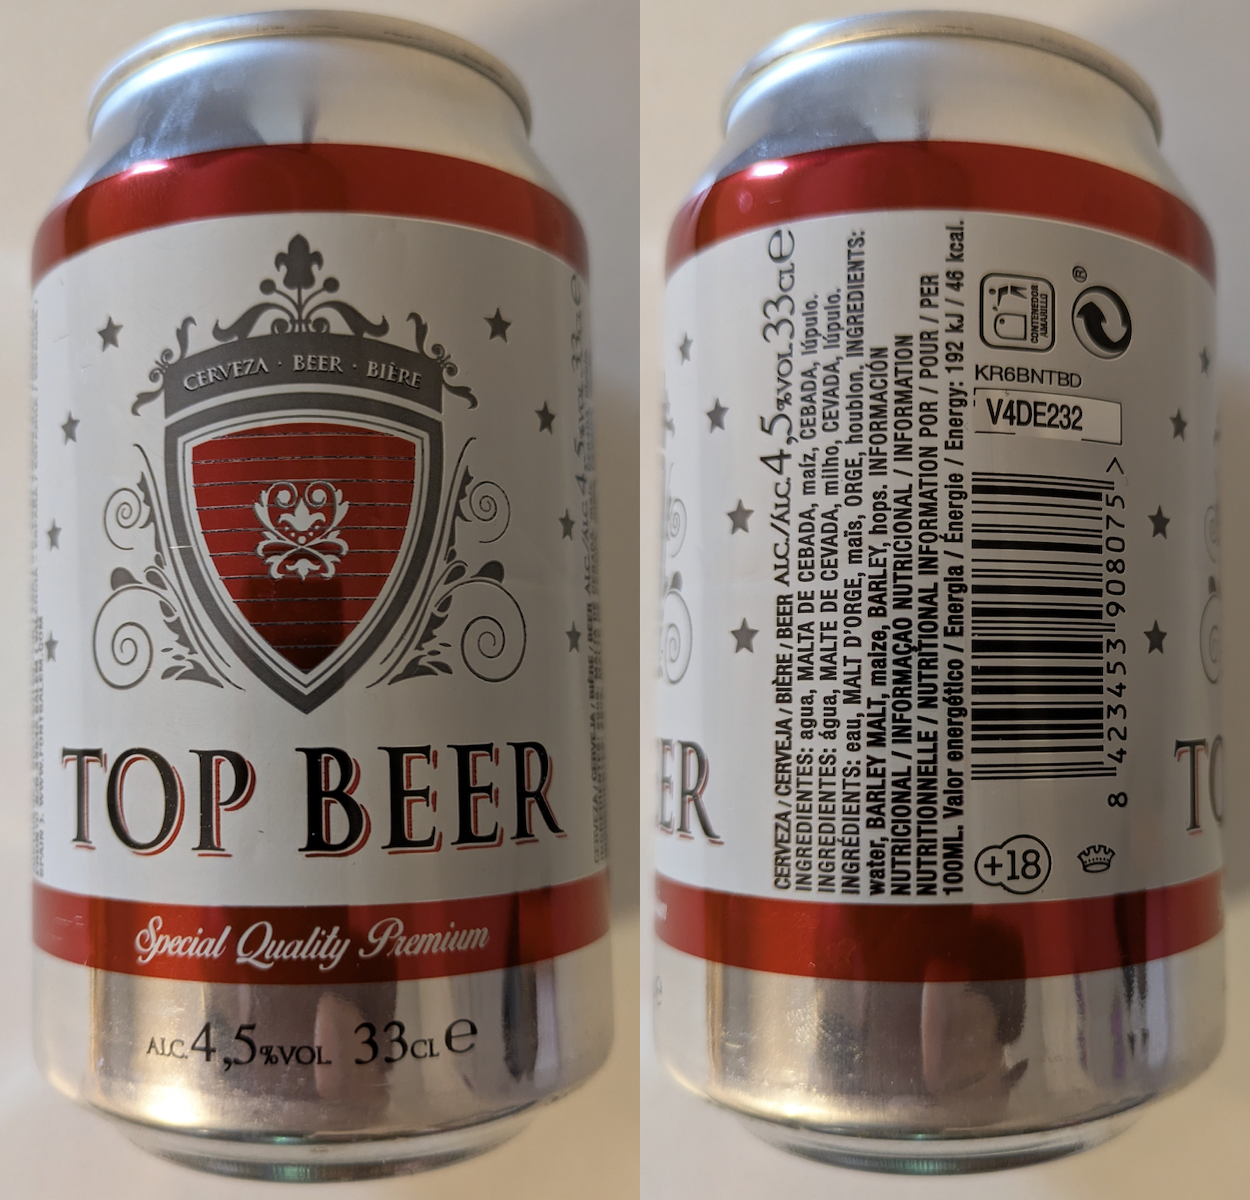 CERVEZA · BEER · BIÈRE
TOP BEER
Special Quality Premium
ALC. 4,5%VOL 33CL e
CERVEZA / CERVEJA / BIÈRE / BEER ALC./ALC. 4,5%VOL 33CL e
INGREDIENTES: agua, MALTA DE CEBADA, maíz, CEBADA, lúpulo.
INGREDIENTES: água, MALTE DE CEVADA, milho, CEVADA, lúpulo.
INGRÉDIENTS: eau, MALT D'ORGE, maïs, ORGE, houblon. INGREDIENTS:
water, BARLEY MALT, maize, BARLEY, hops. INFORMACIÓN
NUTRICIONAL / INFORMAÇÃO NUTRICIONAL / INFORMATION
NUTRITIONNELLE / NUTRITIONAL INFORMATION POR / POUR / PER
100ML. Valor energético / Energia / Énergie / Energy: 192 kJ / 46 kcal.
CONTENEDOR
AMARILLO
®
KR6BNTBD
V4DE232
8 423453 908075 >
+18
ER
TO